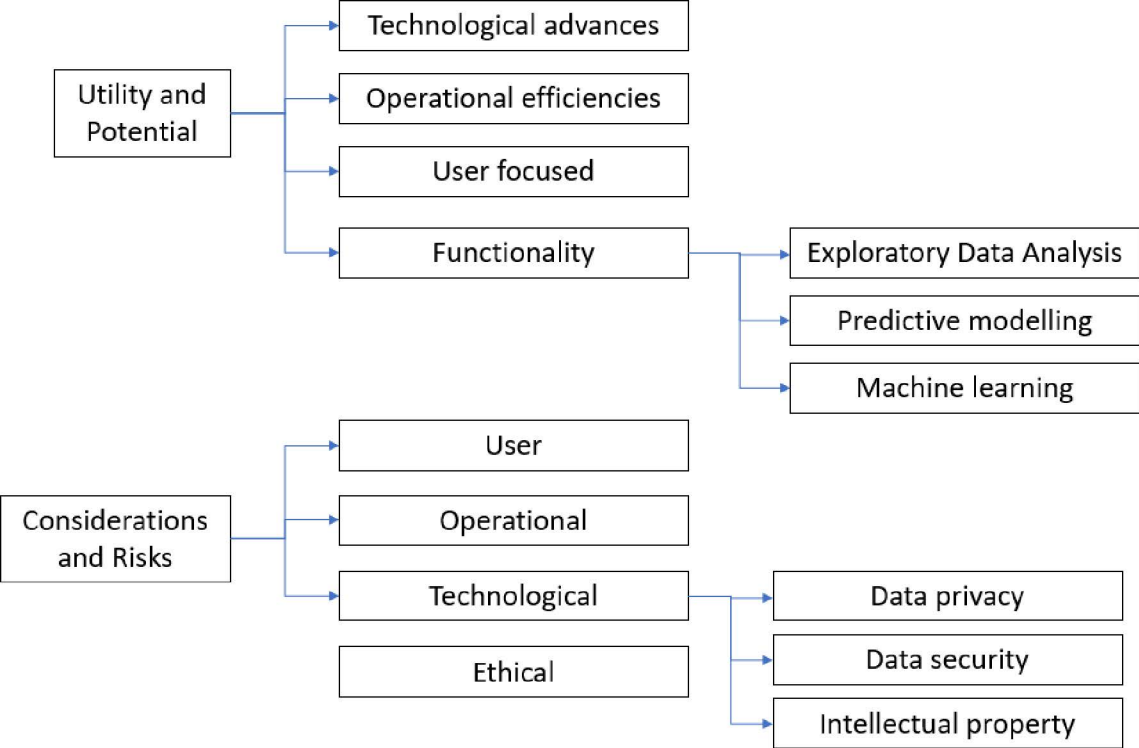 Utility and
Potential
Technological advances
Operational efficiencies
User focused
Functionality
Exploratory Data Analysis
Predictive modelling
Machine learning
Considerations
and Risks
User
Operational
Technological
Ethical
Data privacy
Data security
Intellectual property